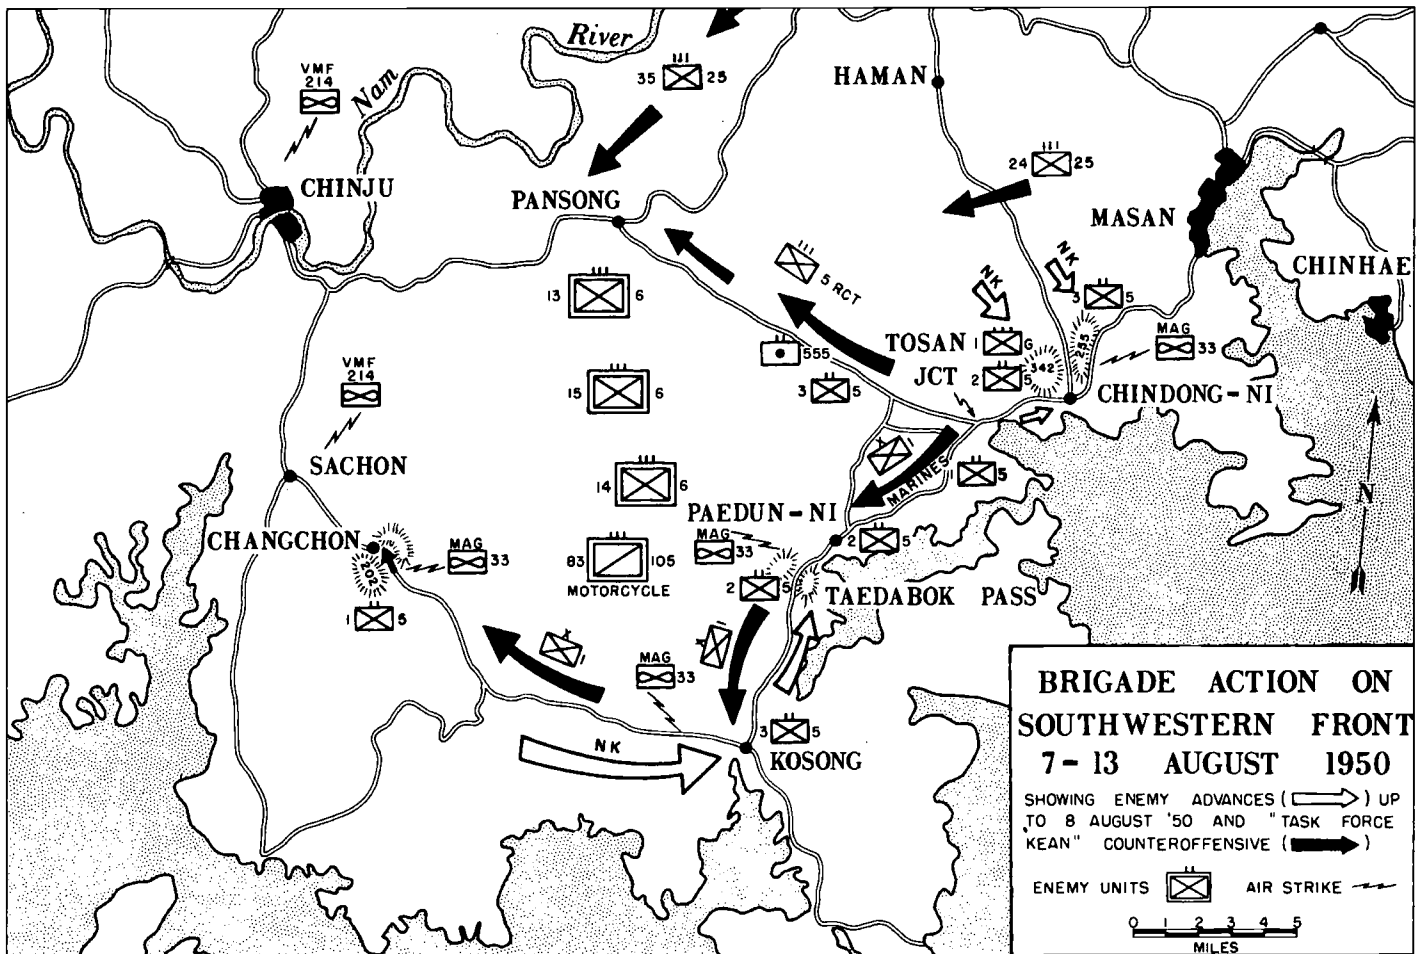 River
VMF
214
Nam
35 25
HAMAN
CHINJU
24 25
PANSONG
MASAN
NK
NK
CHINHAE
13 6
5 RCT
3 5
MAG
33
TOSAN
JCT
1 G
342
255
555
2 5
CHINDONG-NI
VMF
214
15 6
3 5
N
SACHON
1
MARINES
1 5
14 6
PAEDUN-NI
CHANGCHON
MAG
33
MAG
33
2 5
202
83 105
MOTORCYCLE
2 5
TAEDABOK PASS
1 5
1
1
MAG
33
NK
3 5
KOSONG
BRIGADE ACTION ON
SOUTHWESTERN FRONT
7-13 AUGUST 1950
SHOWING ENEMY ADVANCES ( ) UP
TO 8 AUGUST '50 AND "TASK FORCE
KEAN" COUNTEROFFENSIVE ( )
ENEMY UNITS AIR STRIKE
0 1 2 3 4 5
MILES